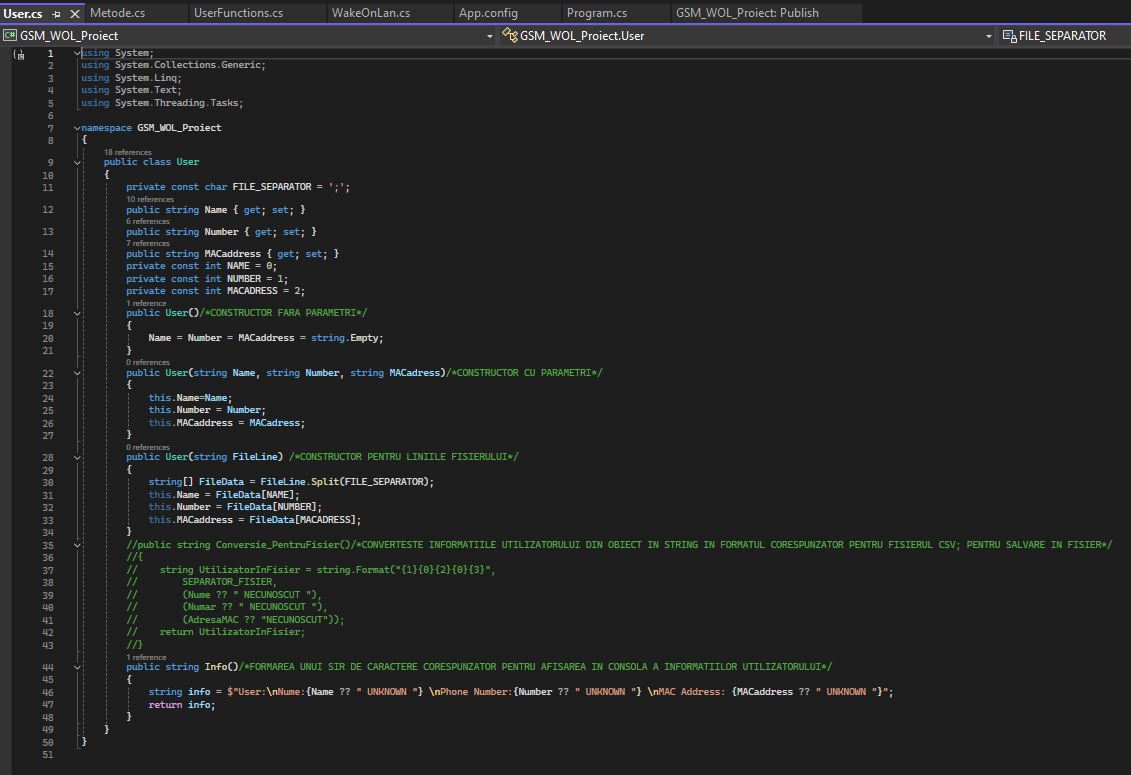 User.cs Metode.cs UserFunctions.cs WakeOnLan.cs App.config Program.cs GSM_WOL_Project: Publish
C# GSM_WOL_Proiect GSM_WOL_Proiect.User FILE_SEPARATOR
1 using System;
2 using System.Collections.Generic;
3 using System.Linq;
4 using System.Text;
5 using System.Threading.Tasks;
6
7 namespace GSM_WOL_Proiect
8 {
18 references
9 public class User
10 {
11 private const char FILE_SEPARATOR = ';';
10 references
12 public string Name { get; set; }
6 references
13 public string Number { get; set; }
7 references
14 public string MACaddress { get; set; }
15 private const int NAME = 0;
16 private const int NUMBER = 1;
17 private const int MACADRESS = 2;
1 reference
18 public User()/*CONSTRUCTOR FARA PARAMETRI*/
19 {
20 Name = Number = MACaddress = string.Empty;
21 }
0 references
22 public User(string Name, string Number, string MACadress)/*CONSTRUCTOR CU PARAMETRI*/
23 {
24 this.Name=Name;
25 this.Number = Number;
26 this.MACaddress = MACadress;
27 }
0 references
28 public User(string FileLine) /*CONSTRUCTOR PENTRU LINIILE FISIERULUI*/
29 {
30 string[] FileData = FileLine.Split(FILE_SEPARATOR);
31 this.Name = FileData[NAME];
32 this.Number = FileData[NUMBER];
33 this.MACaddress = FileData[MACADRESS];
34 }
35 //public string Conversie_PentruFisier()/*CONVERTESTE INFORMATIILE UTILIZATORULUI DIN OBIECT IN STRING IN FORMATUL CORESPUNZATOR PENTRU FISIERUL CSV; PENTRU SALVARE IN FISIER*/
36 //{
37 // string UtilizatorInFisier = string.Format("{1}{0}{2}{0}{3}",
38 // SEPARATOR_FISIER,
39 // (Nume ?? " NECUNOSCUT "),
40 // (Numar ?? " NECUNOSCUT "),
41 // (AdresaMAC ?? "NECUNOSCUT"));
42 // return UtilizatorInFisier;
43 //}
1 reference
44 public string Info()/*FORMAREA UNUI SIR DE CARACTERE CORESPUNZATOR PENTRU AFISAREA IN CONSOLA A INFORMATIILOR UTILIZATORULUI*/
45 {
46 string info = $"User:\nNume:{Name ?? " UNKNOWN "} \nPhone Number:{Number ?? " UNKNOWN "} \nMAC Address: {MACaddress ?? " UNKNOWN "}";
47 return info;
48 }
49 }
50 }
51